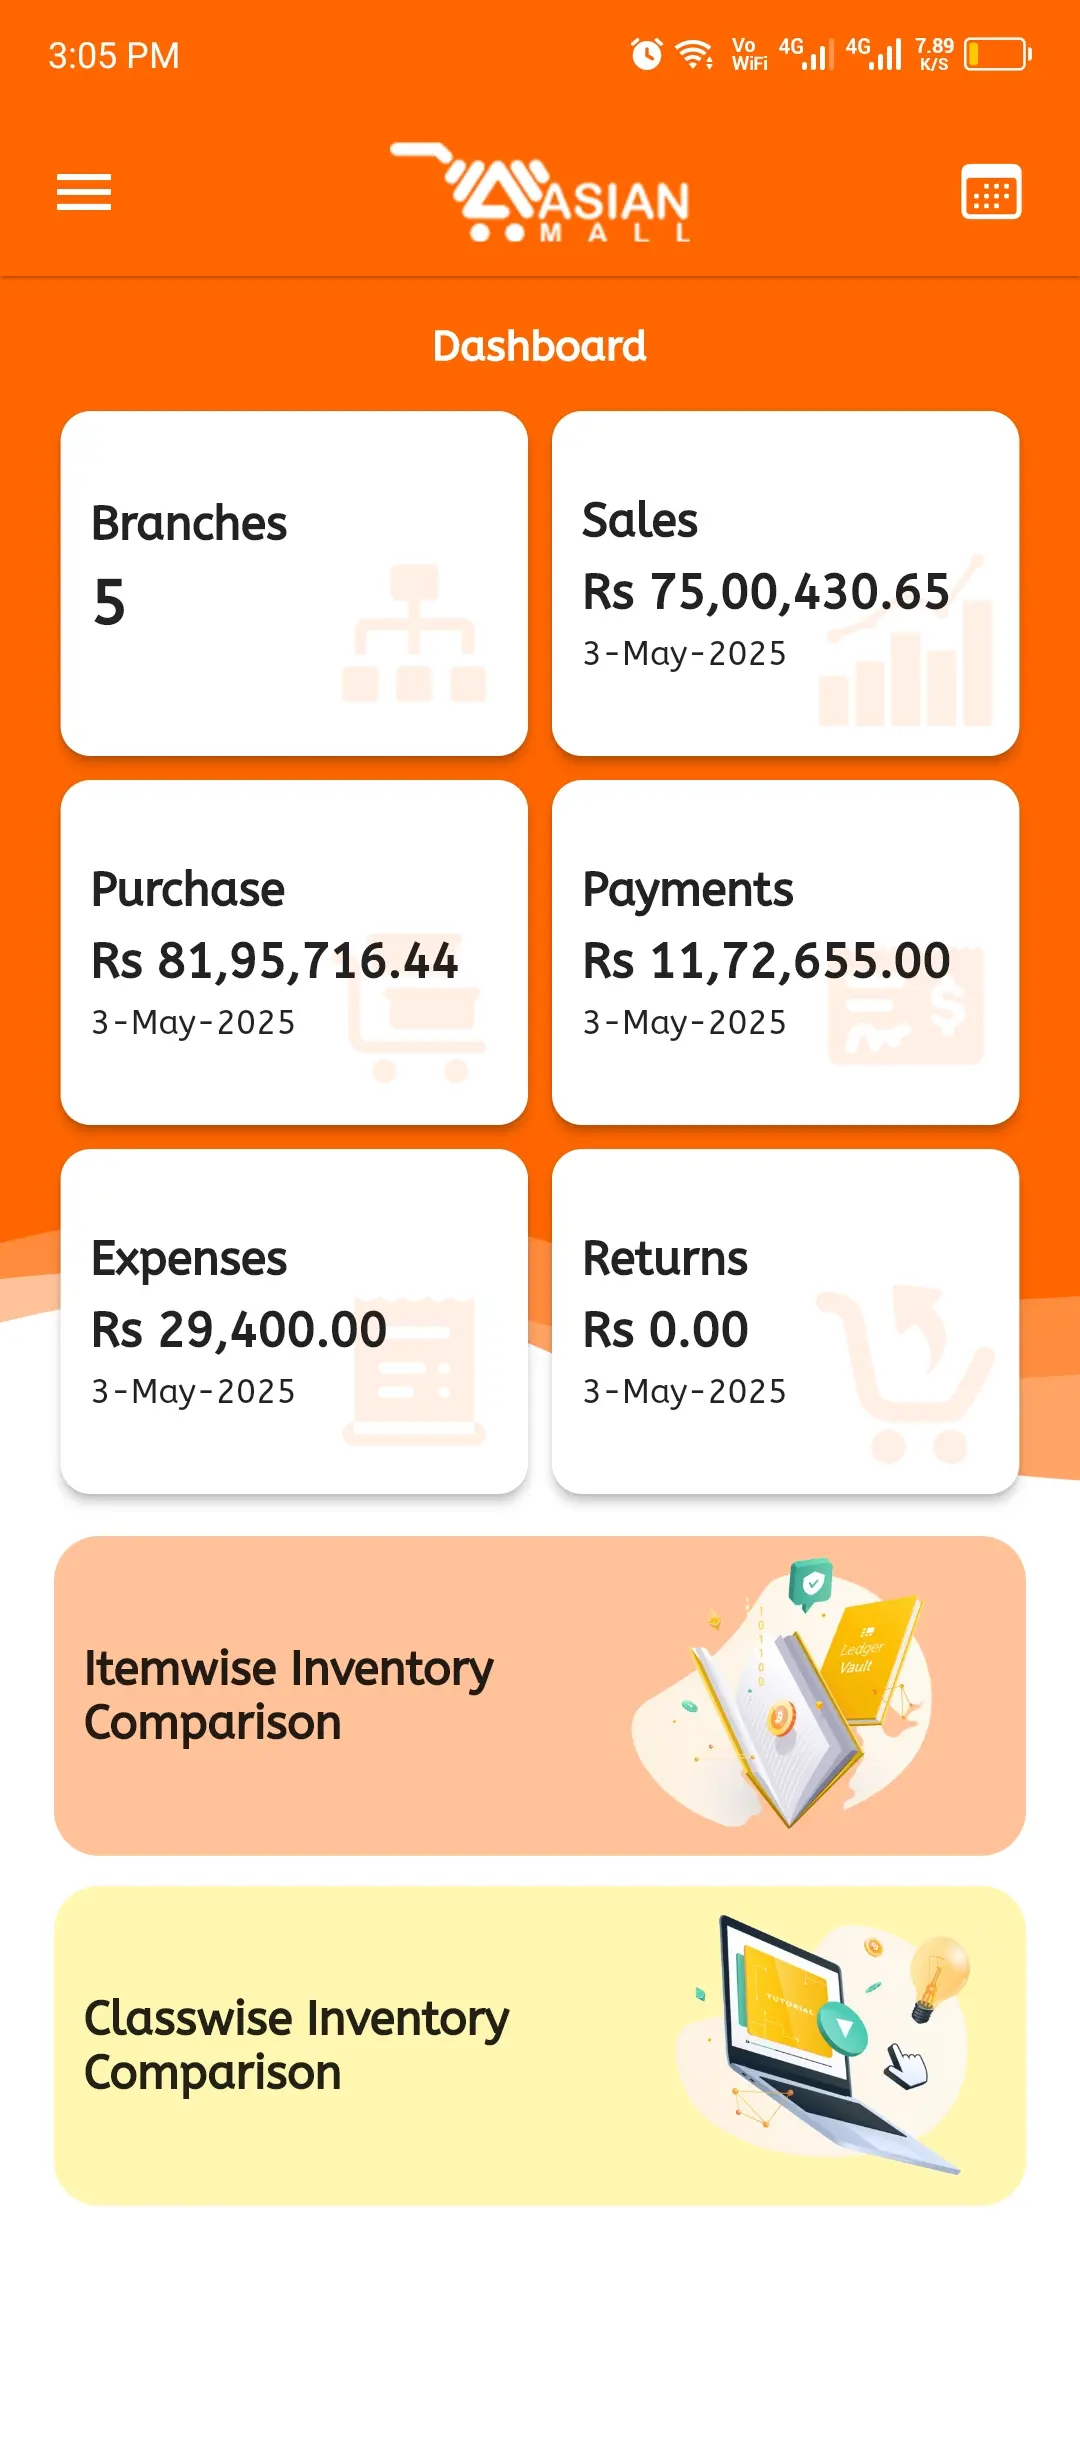 3:05 PM
Vo
WiFi
4G
4G
7.89
K/S
ASIAN
MALL
Dashboard
Branches
5
Sales
Rs 75,00,430.65
3-May-2025
Purchase
Rs 81,95,716.44
3-May-2025
Payments
Rs 11,72,655.00
3-May-2025
Expenses
Rs 29,400.00
3-May-2025
Returns
Rs 0.00
3-May-2025
Itemwise Inventory
Comparison
Ledger
Vault
101100
Classwise Inventory
Comparison
TUTORIAL